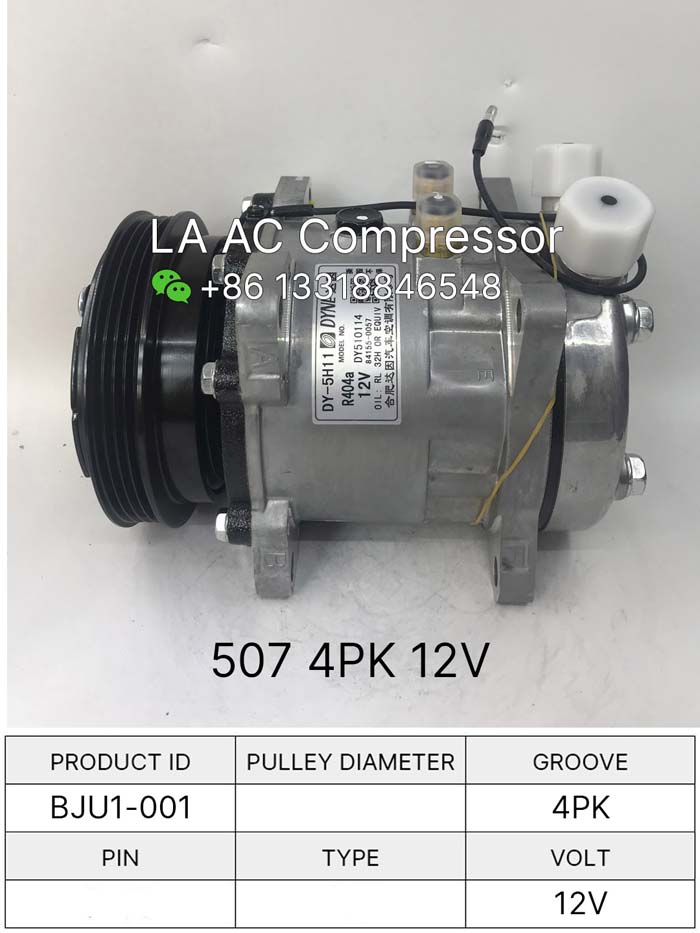 LA AC Compressor
+86 13318846548
DY-5H11 DYNE
MODEL NO.
R404a DY510114
12V 84155-0057
OIL: RL 32H OR EQUIV
合肥达因汽车空调有
A
B
E
507 4PK 12V
PRODUCT ID PULLEY DIAMETER GROOVE
BJU1-001 4PK
PIN TYPE VOLT
12V